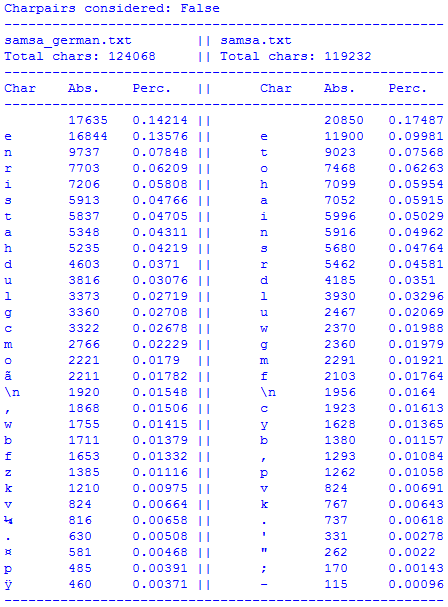 Charpairs considered: False
----------------------------------------------------------
samsa_german.txt || samsa.txt
Total chars: 124068 || Total chars: 119232
----------------------------------------------------------
Char Abs. Perc. || Char Abs. Perc.
----------------------------------------------------------
17635 0.14214 || 20850 0.17487
e 16844 0.13576 || e 11900 0.09981
n 9737 0.07848 || t 9023 0.07568
r 7703 0.06209 || o 7468 0.06263
i 7206 0.05808 || h 7099 0.05954
s 5913 0.04766 || a 7052 0.05915
t 5837 0.04705 || i 5996 0.05029
a 5348 0.04311 || n 5916 0.04962
h 5235 0.04219 || s 5680 0.04764
d 4603 0.0371 || r 5462 0.04581
u 3816 0.03076 || d 4185 0.0351
l 3373 0.02719 || l 3930 0.03296
g 3360 0.02708 || u 2467 0.02069
c 3322 0.02678 || w 2370 0.01988
m 2766 0.02229 || g 2360 0.01979
o 2221 0.0179 || m 2291 0.01921
ã 2211 0.01782 || f 2103 0.01764
\n 1920 0.01548 || \n 1956 0.0164
, 1868 0.01506 || c 1923 0.01613
w 1755 0.01415 || y 1628 0.01365
b 1711 0.01379 || b 1380 0.01157
f 1653 0.01332 || , 1293 0.01084
z 1385 0.01116 || p 1262 0.01058
k 1210 0.00975 || v 824 0.00691
v 824 0.00664 || k 767 0.00643
¼ 816 0.00658 || . 737 0.00618
. 630 0.00508 || ' 331 0.00278
¤ 581 0.00468 || " 262 0.0022
p 485 0.00391 || ; 170 0.00143
ÿ 460 0.00371 || - 115 0.00096
----------------------------------------------------------